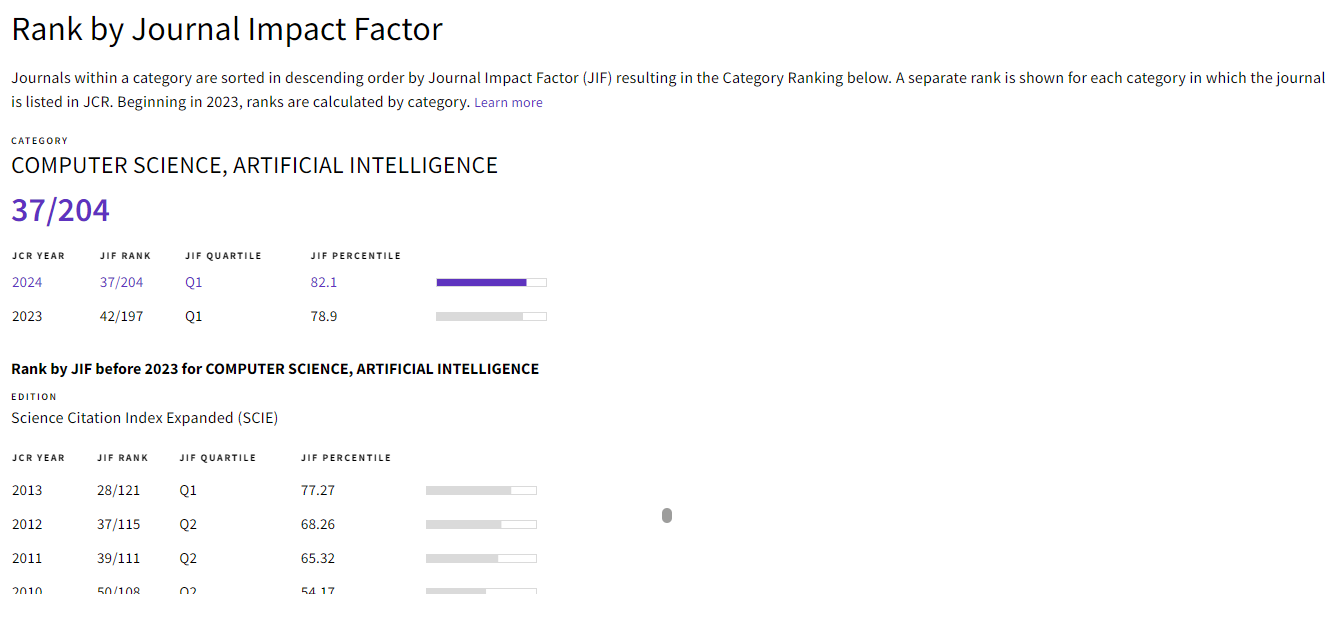 Rank by Journal Impact Factor
Journals within a category are sorted in descending order by Journal Impact Factor (JIF) resulting in the Category Ranking below. A separate rank is shown for each category in which the journal
is listed in JCR. Beginning in 2023, ranks are calculated by category. Learn more
CATEGORY
COMPUTER SCIENCE, ARTIFICIAL INTELLIGENCE
37/204
JCR YEAR JIF RANK JIF QUARTILE JIF PERCENTILE
2024 37/204 Q1 82.1
2023 42/197 Q1 78.9
Rank by JIF before 2023 for COMPUTER SCIENCE, ARTIFICIAL INTELLIGENCE
EDITION
Science Citation Index Expanded (SCIE)
JCR YEAR JIF RANK JIF QUARTILE JIF PERCENTILE
2013 28/121 Q1 77.27
2012 37/115 Q2 68.26
2011 39/111 Q2 65.32
2010 50/108 Q2 54.17